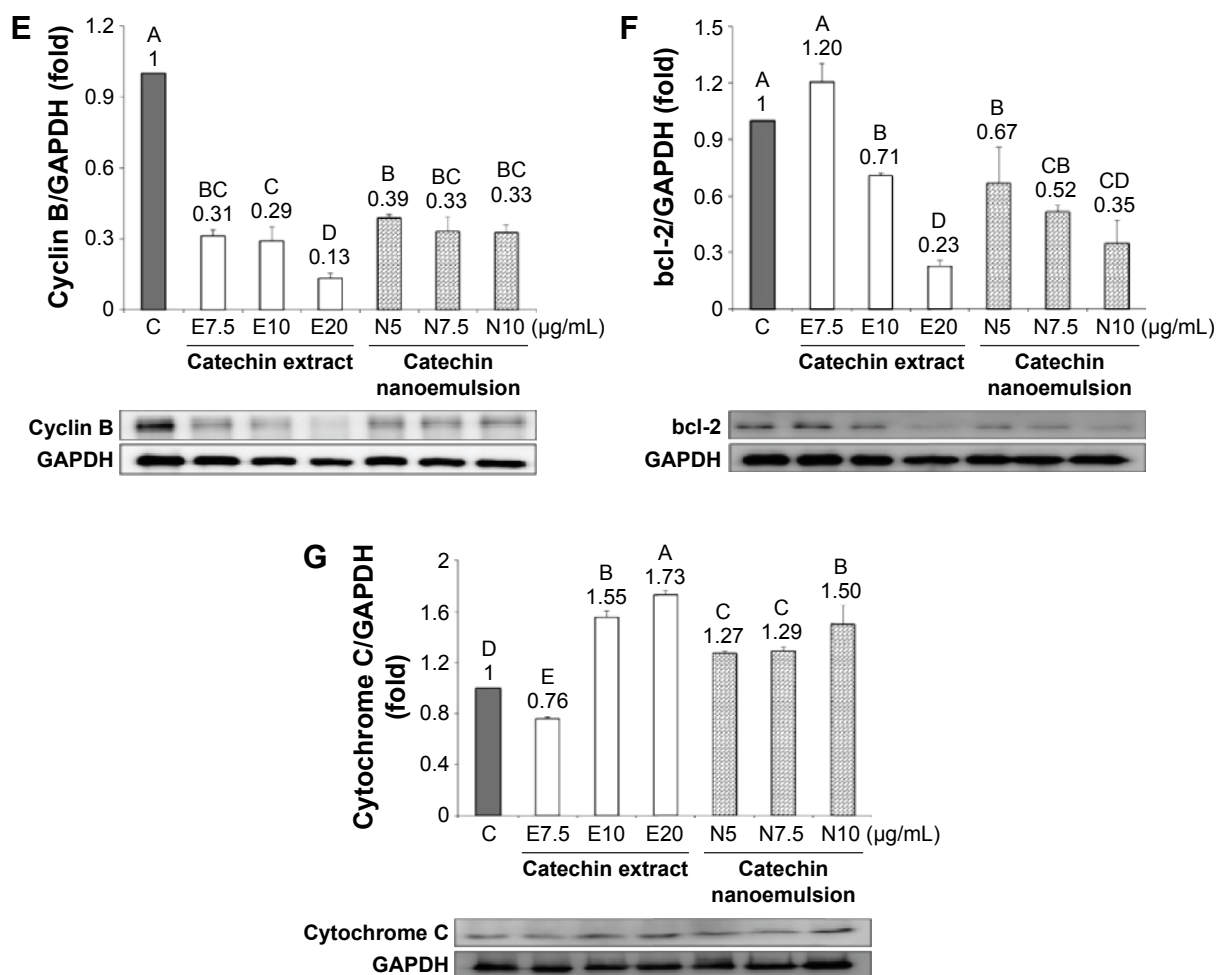 E
Cyclin B/GAPDH (fold)
1.2
0.9
0.6
0.3
0
A
1
BC
0.31
C
0.29
D
0.13
B
0.39
BC
0.33
BC
0.33
C E7.5 E10 E20 N5 N7.5 N10 (µg/mL)
Catechin extract
Catechin
nanoemulsion
Cyclin B
GAPDH
F
bcl-2/GAPDH (fold)
1.5
1.2
0.9
0.6
0.3
0
A
1
A
1.20
B
0.71
D
0.23
B
0.67
CB
0.52
CD
0.35
C E7.5 E10 E20 N5 N7.5 N10 (µg/mL)
Catechin extract
Catechin
nanoemulsion
bcl-2
GAPDH
G
Cytochrome C/GAPDH
(fold)
2
1.6
1.2
0.8
0.4
0
D
1
E
0.76
B
1.55
A
1.73
C
1.27
C
1.29
B
1.50
C E7.5 E10 E20 N5 N7.5 N10 (µg/mL)
Catechin extract
Catechin
nanoemulsion
Cytochrome C
GAPDH